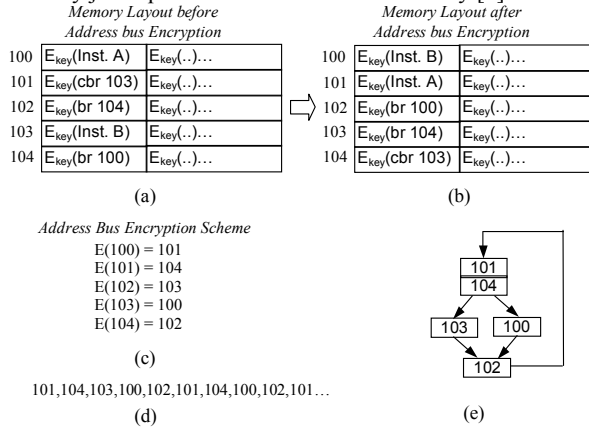 Memory Layout before
Address bus Encryption
100 Ekey(Inst. A) Ekey(..)…
101 Ekey(cbr 103) Ekey(..)…
102 Ekey(br 104) Ekey(..)…
103 Ekey(Inst. B) Ekey(..)…
104 Ekey(br 100) Ekey(..)…
(a)
Memory Layout after
Address bus Encryption
100 Ekey(Inst. B) Ekey(..)…
101 Ekey(Inst. A) Ekey(..)…
102 Ekey(br 100) Ekey(..)…
103 Ekey(br 104) Ekey(..)…
104 Ekey(cbr 103) Ekey(..)…
(b)
Address Bus Encryption Scheme
E(100) = 101
E(101) = 104
E(102) = 103
E(103) = 100
E(104) = 102
(c)
101,104,103,100,102,101,104,100,102,101…
(d)
101
104
103 100
102
(e)